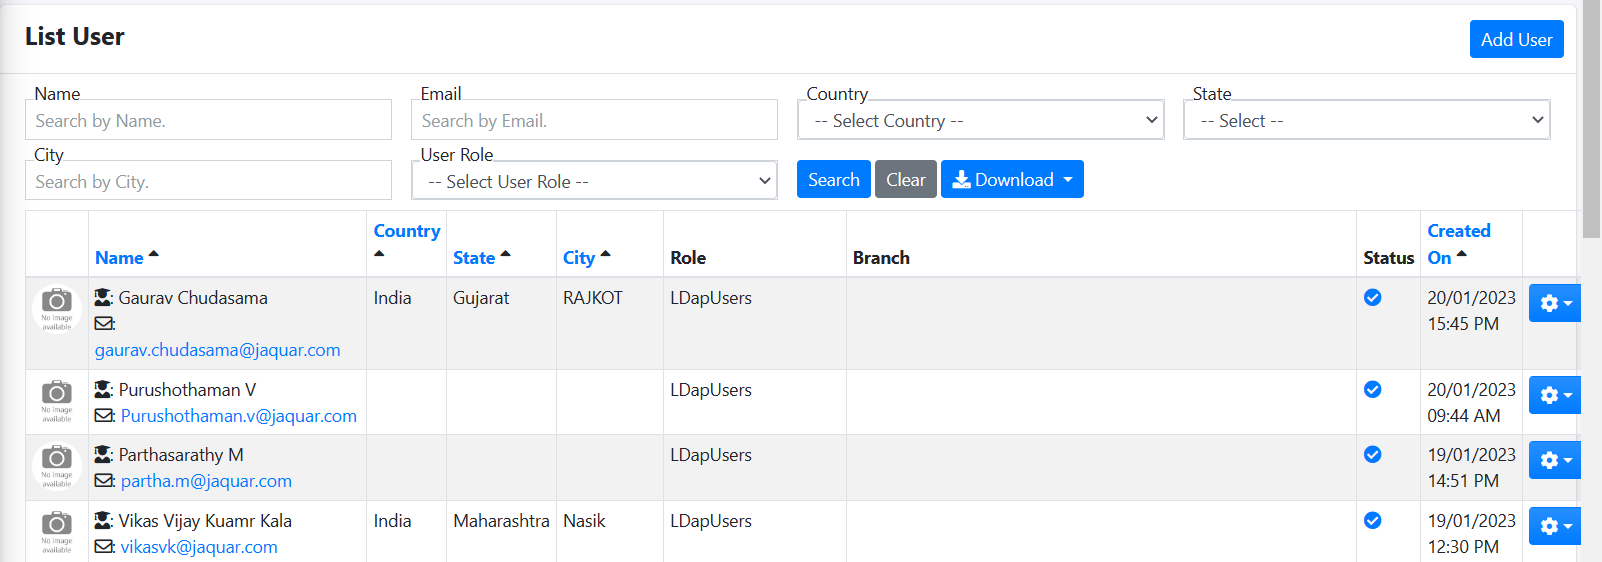 List User
Add User
Name
Email
Country
State
Search by Name.
Search by Email.
-- Select Country --
-- Select --
City
User Role
Search by City.
-- Select User Role --
Search
Clear
Download
Name
Country
State
City
Role
Branch
Status
Created
On
No image
available
: Gaurav Chudasama
:
gaurav.chudasama@jaquar.com
India
Gujarat
RAJKOT
LDapUsers
20/01/2023
15:45 PM
No image
available
: Purushothaman V
: Purushothaman.v@jaquar.com
LDapUsers
20/01/2023
09:44 AM
No image
available
: Parthasarathy M
: partha.m@jaquar.com
LDapUsers
19/01/2023
14:51 PM
No image
available
: Vikas Vijay Kuamr Kala
: vikasvk@jaquar.com
India
Maharashtra
Nasik
LDapUsers
19/01/2023
12:30 PM